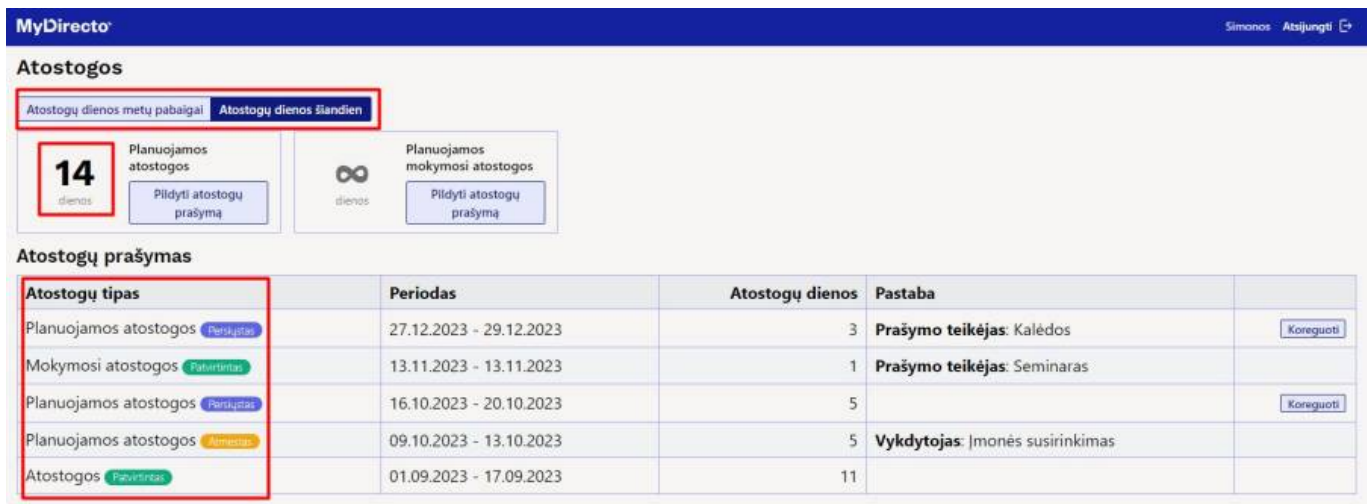 MyDirecto
Simonos Atsijungti
Atostogos
Atostogų dienos metų pabaigai Atostogų dienos šiandien
14
dienos
Planuojamos
atostogos
Pildyti atostogų
prašymą
∞
dienos
Planuojamos
mokymosi atostogos
Pildyti atostogų
prašymą
Atostogų prašymas
Atostogų tipas Periodas Atostogų dienos Pastaba
Planuojamos atostogos Persiųstas 27.12.2023 - 29.12.2023 3 Prašymo teikėjas: Kalėdos Koreguoti
Mokymosi atostogos Patvirtintas 13.11.2023 - 13.11.2023 1 Prašymo teikėjas: Seminaras
Planuojamos atostogos Persiųstas 16.10.2023 - 20.10.2023 5 Koreguoti
Planuojamos atostogos Atmestas 09.10.2023 - 13.10.2023 5 Vykdytojas: Įmonės susirinkimas
Atostogos Patvirtintas 01.09.2023 - 17.09.2023 11